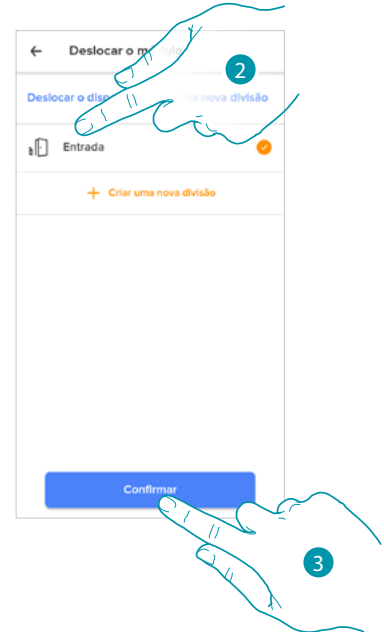 ← Deslocar o m
2
Deslocar o disp nova divisão
Entrada
+ Criar uma nova divisão
Confirmar
3